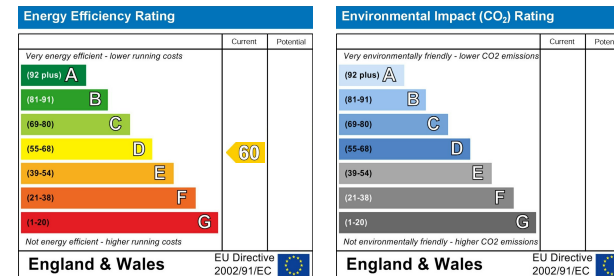 Energy Efficiency Rating
Current Potential
Very energy efficient - lower running costs
(92 plus) A
(81-91) B
(69-80) C
(55-68) D
60
(39-54) E
(21-38) F
(1-20) G
Not energy efficient - higher running costs
England & Wales
EU Directive
2002/91/EC
Environmental Impact (CO₂) Rating
Current Poten
Very environmentally friendly - lower CO2 emissions
(92 plus) A
(81-91) B
(69-80) C
(55-68) D
(39-54) E
(21-38) F
(1-20) G
Not environmentally friendly - higher CO2 emissions
England & Wales
EU Directive
2002/91/EC